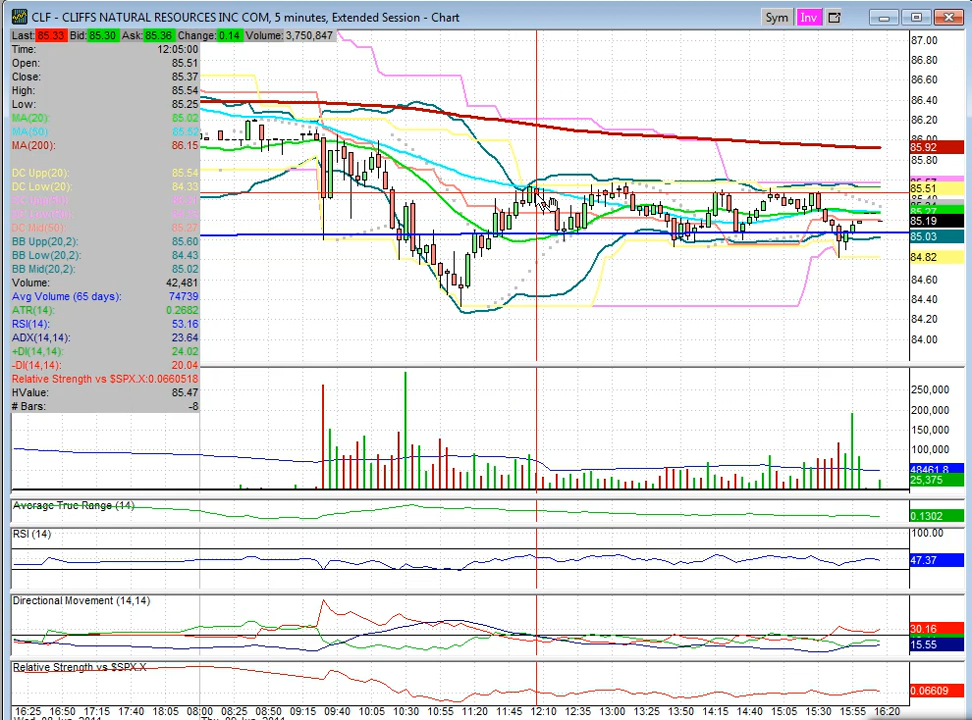 CLF - CLIFFS NATURAL RESOURCES INC COM, 5 minutes, Extended Session - Chart
Sym Inv
Last: 85.33 Bid: 85.30 Ask: 85.36 Change: 0.14 Volume: 3,750,847
Time: 12:05:00
Open: 85.51
Close: 85.37
High: 85.54
Low: 85.25
MA(20): 85.02
MA(50): 85.52
MA(200): 86.15
DC Upp(20): 85.54
DC Low(20): 84.33
DC Mid(50): 85.27
BB Upp(20,2): 85.60
BB Low(20,2): 84.43
BB Mid(20,2): 85.02
Volume: 42,481
Avg Volume (65 days): 74739
ATR(14): 0.2682
RSI(14): 53.16
ADX(14,14): 23.64
+DI(14,14): 24.02
-DI(14,14): 20.04
Relative Strength vs $SPX.X:0.0660518
HValue: 85.47
# Bars: -8
87.00
86.80
86.60
86.40
86.20
86.00
85.92
85.80
85.51
85.27
85.19
85.03
84.82
84.60
84.40
84.20
84.00
250,000
200,000
150,000
100,000
48461.8
25,375
Average True Range (14)
0.1302
RSI (14)
100.00
47.37
Directional Movement (14,14)
30.16
15.55
Relative Strength vs $SPX.X
0.06609
16:25 16:50 17:15 17:40 18:05 08:00 08:25 08:50 09:15 09:40 10:05 10:30 10:55 11:20 11:45 12:10 12:35 13:00 13:25 13:50 14:15 14:40 15:05 15:30 15:55 16:20